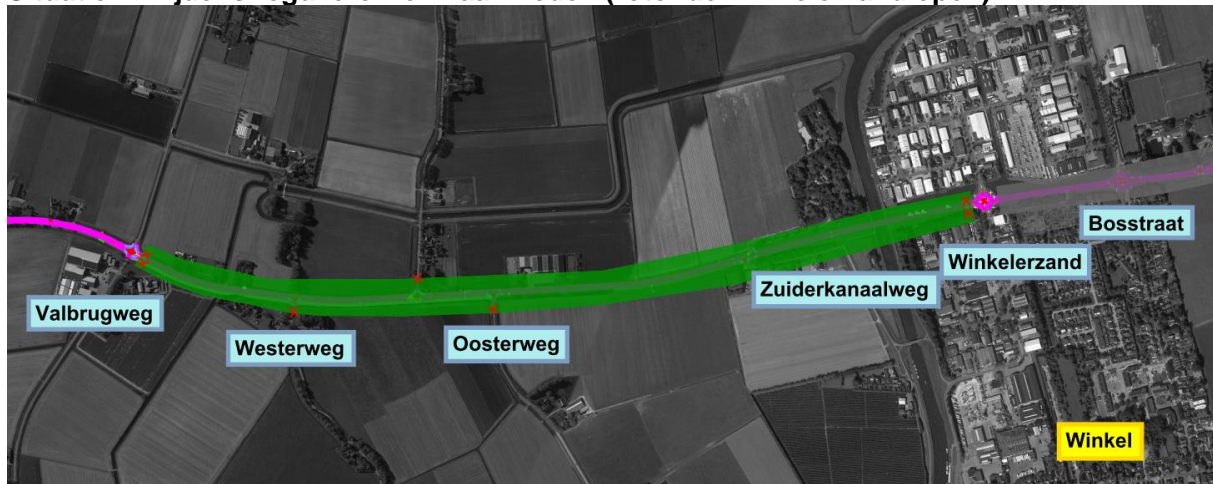 Bosstraat
Winkelerzand
Zuiderkanaalweg
Valbrugweg
Oosterweg
Westerweg
Winkel